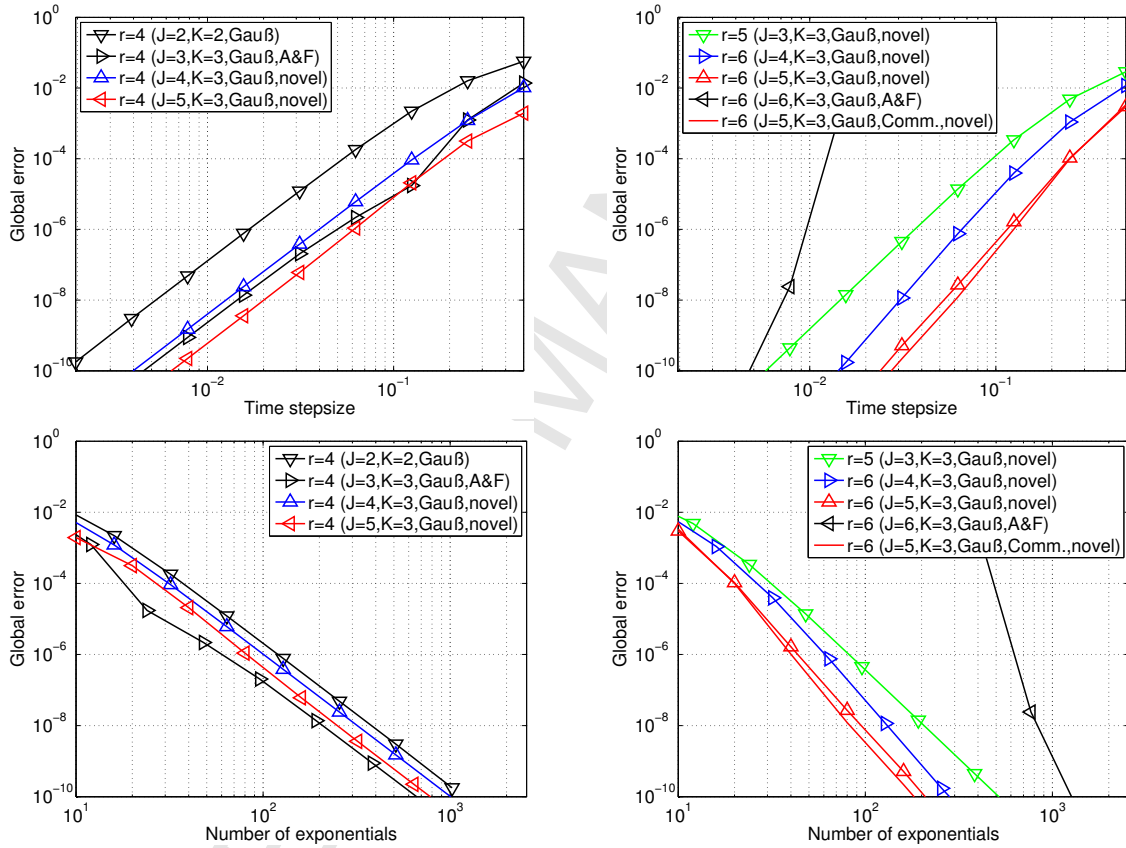 r=4 (J=2,K=2,Gauß)
r=4 (J=3,K=3,Gauß,A&F)
r=4 (J=4,K=3,Gauß,novel)
r=4 (J=5,K=3,Gauß,novel)
10^0
10^−2
10^−4
10^−6
10^−8
10^−10
Global error
10^−2
10^−1
Time stepsize
r=5 (J=3,K=3,Gauß,novel)
r=6 (J=4,K=3,Gauß,novel)
r=6 (J=5,K=3,Gauß,novel)
r=6 (J=6,K=3,Gauß,A&F)
r=6 (J=5,K=3,Gauß,Comm.,novel)
10^0
10^−2
10^−4
10^−6
10^−8
10^−10
Global error
10^−2
10^−1
Time stepsize
r=4 (J=2,K=2,Gauß)
r=4 (J=3,K=3,Gauß,A&F)
r=4 (J=4,K=3,Gauß,novel)
r=4 (J=5,K=3,Gauß,novel)
10^0
10^−2
10^−4
10^−6
10^−8
10^−10
Global error
10^1
10^2
10^3
Number of exponentials
r=5 (J=3,K=3,Gauß,novel)
r=6 (J=4,K=3,Gauß,novel)
r=6 (J=5,K=3,Gauß,novel)
r=6 (J=6,K=3,Gauß,A&F)
r=6 (J=5,K=3,Gauß,Comm.,novel)
10^0
10^−2
10^−4
10^−6
10^−8
10^−10
Global error
10^1
10^2
10^3
Number of exponentials